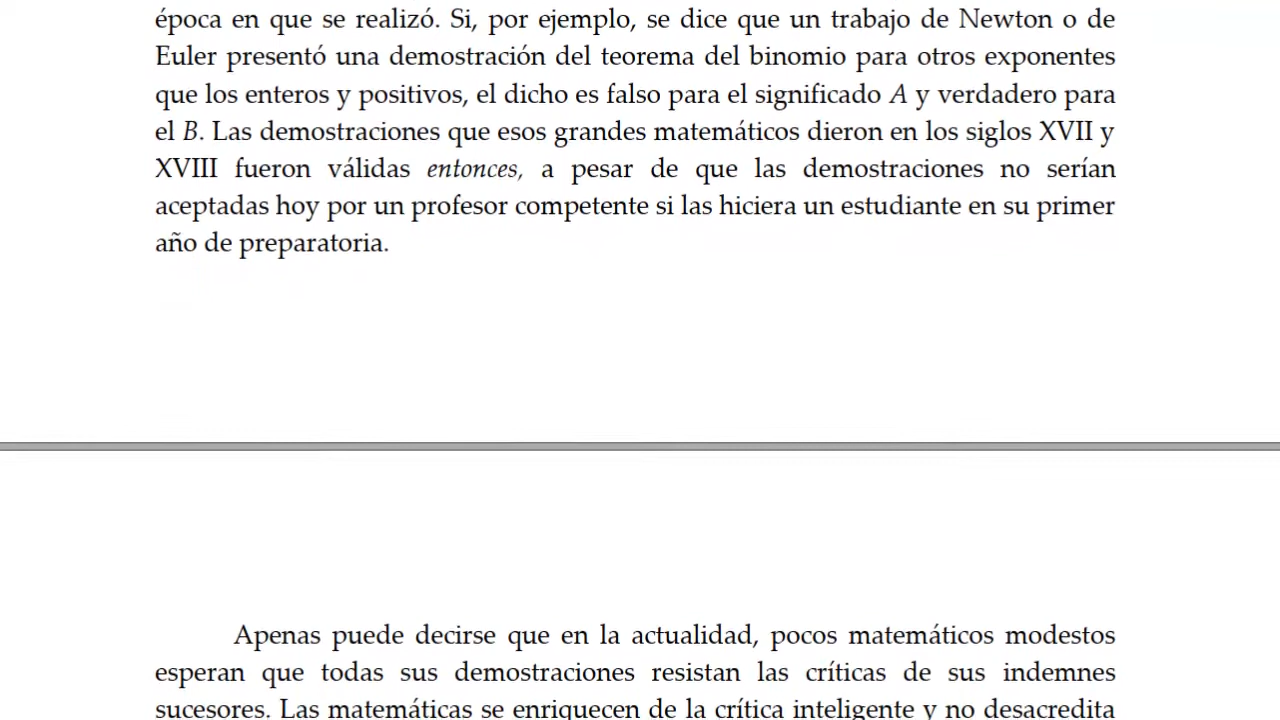 época en que se realizó. Si, por ejemplo, se dice que un trabajo de Newton o de
Euler presentó una demostración del teorema del binomio para otros exponentes
que los enteros y positivos, el dicho es falso para el significado A y verdadero para
el B. Las demostraciones que esos grandes matemáticos dieron en los siglos XVII y
XVIII fueron válidas entonces, a pesar de que las demostraciones no serían
aceptadas hoy por un profesor competente si las hiciera un estudiante en su primer
año de preparatoria.
Apenas puede decirse que en la actualidad, pocos matemáticos modestos
esperan que todas sus demostraciones resistan las críticas de sus indemnes
sucesores. Las matemáticas se enriquecen de la crítica inteligente y no desacredita